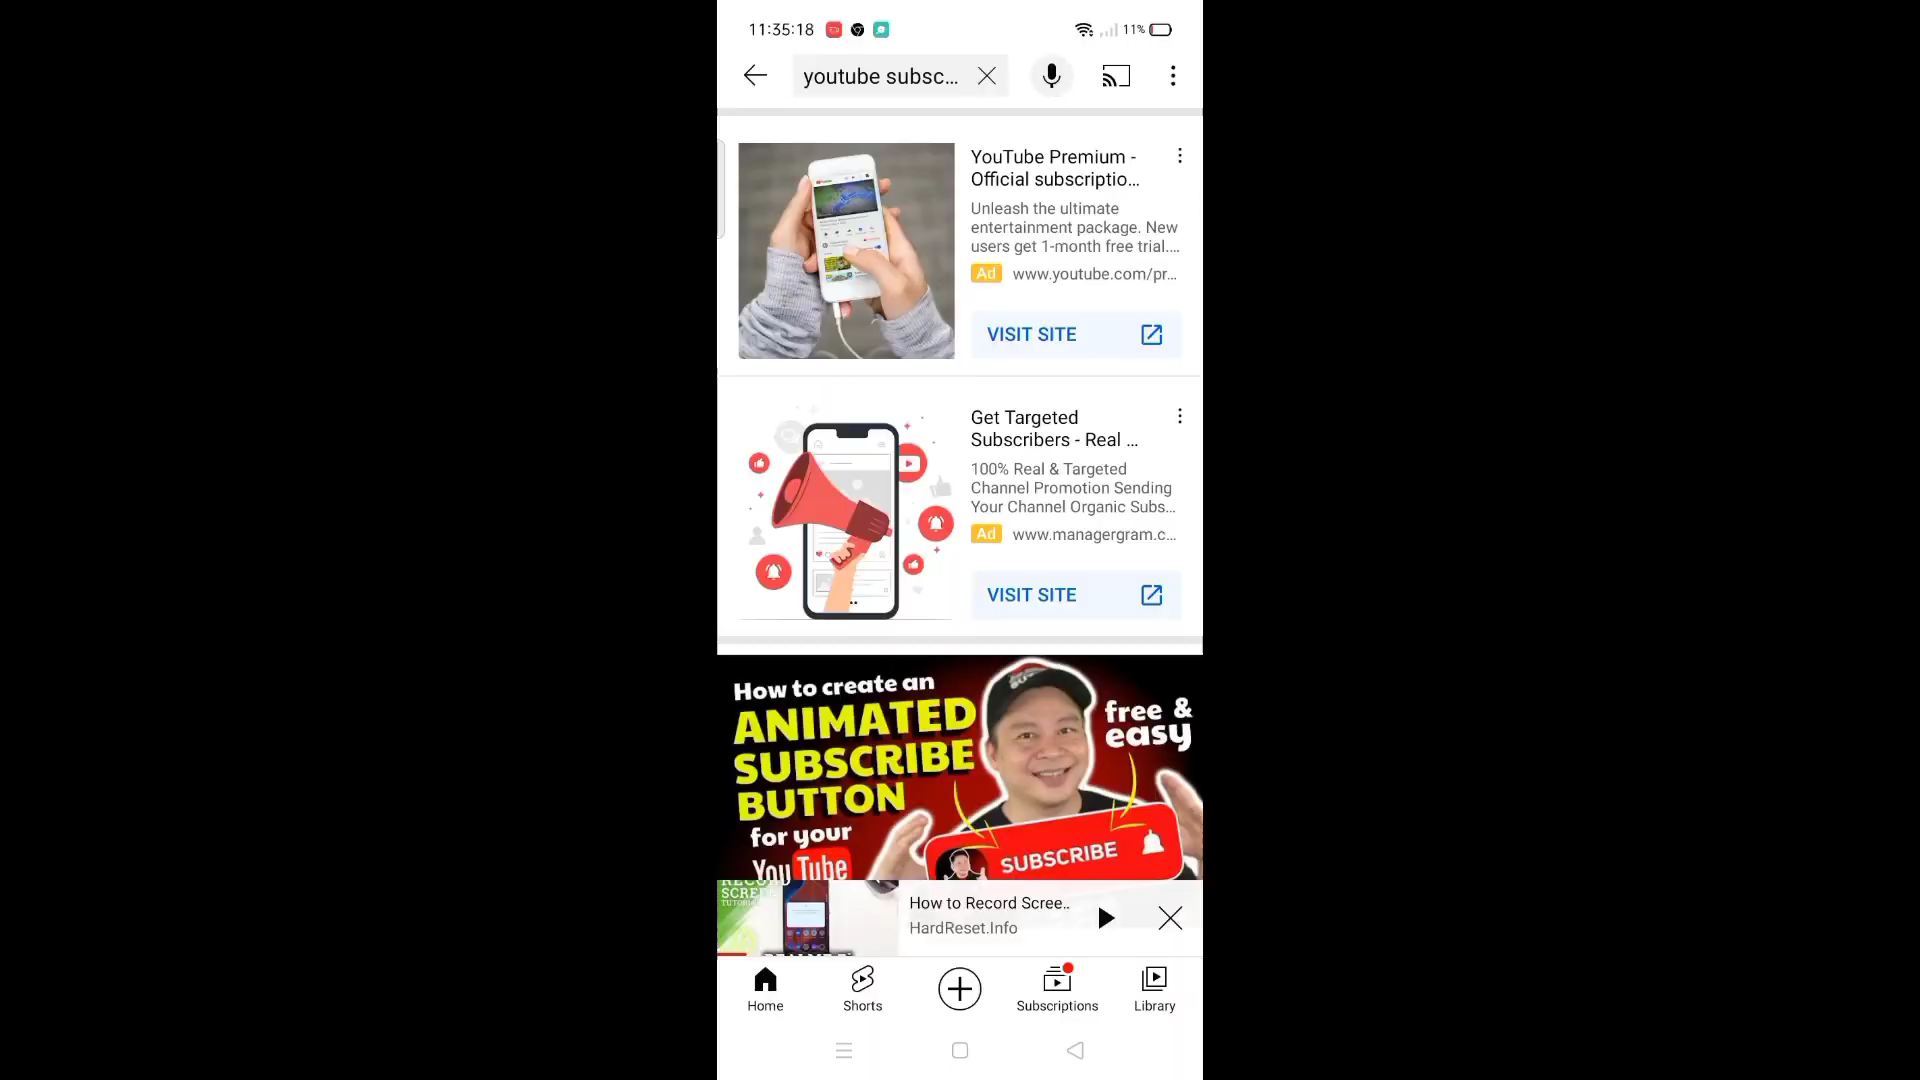 11:35:18
11%
youtube subsc...
YouTube Premium -
Official subscriptio...
Unleash the ultimate
entertainment package. New
users get 1-month free trial....
Ad www.youtube.com/pr...
VISIT SITE
Get Targeted
Subscribers - Real ...
100% Real & Targeted
Channel Promotion Sending
Your Channel Organic Subs...
Ad www.managergram.c...
VISIT SITE
How to create an
ANIMATED
SUBSCRIBE
BUTTON
for your
YouTube
free &
easy
SUBSCRIBE
RECORD
SCREEN
TUTORIAL
How to Record Scree..
HardReset.Info
Home
Shorts
Subscriptions
Library